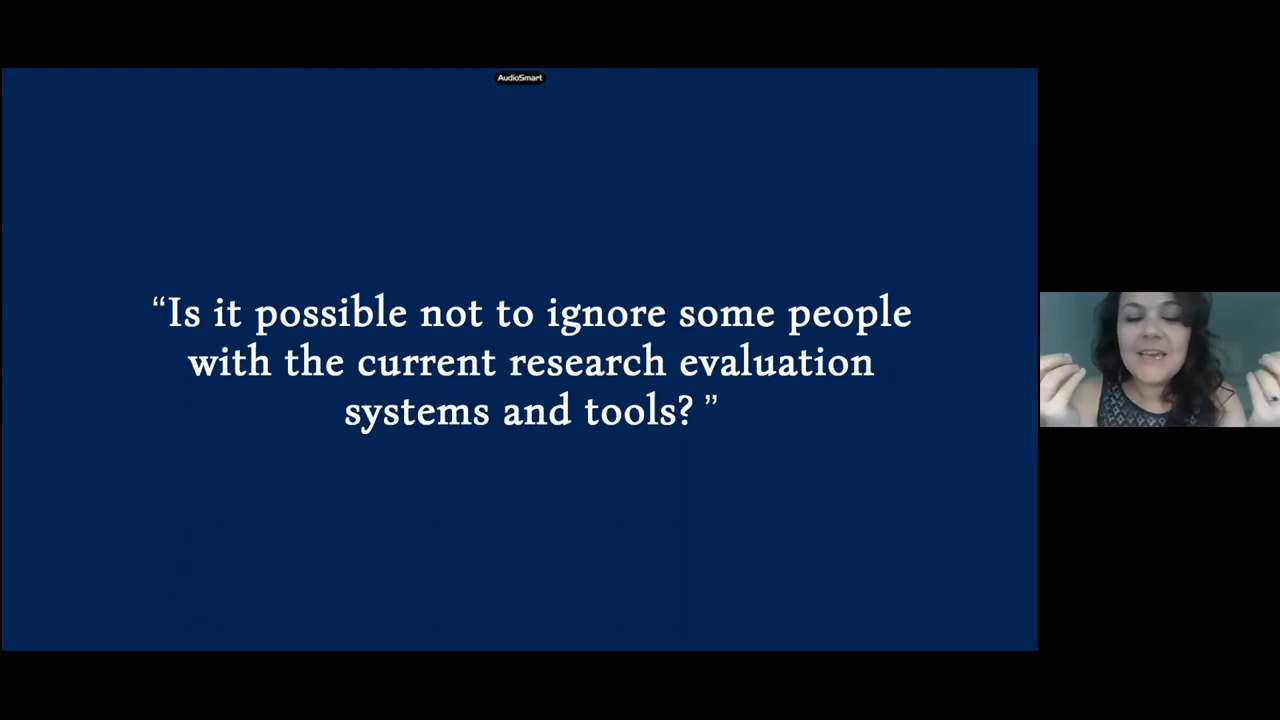 AudioSmart
“Is it possible not to ignore some people
with the current research evaluation
systems and tools? ”